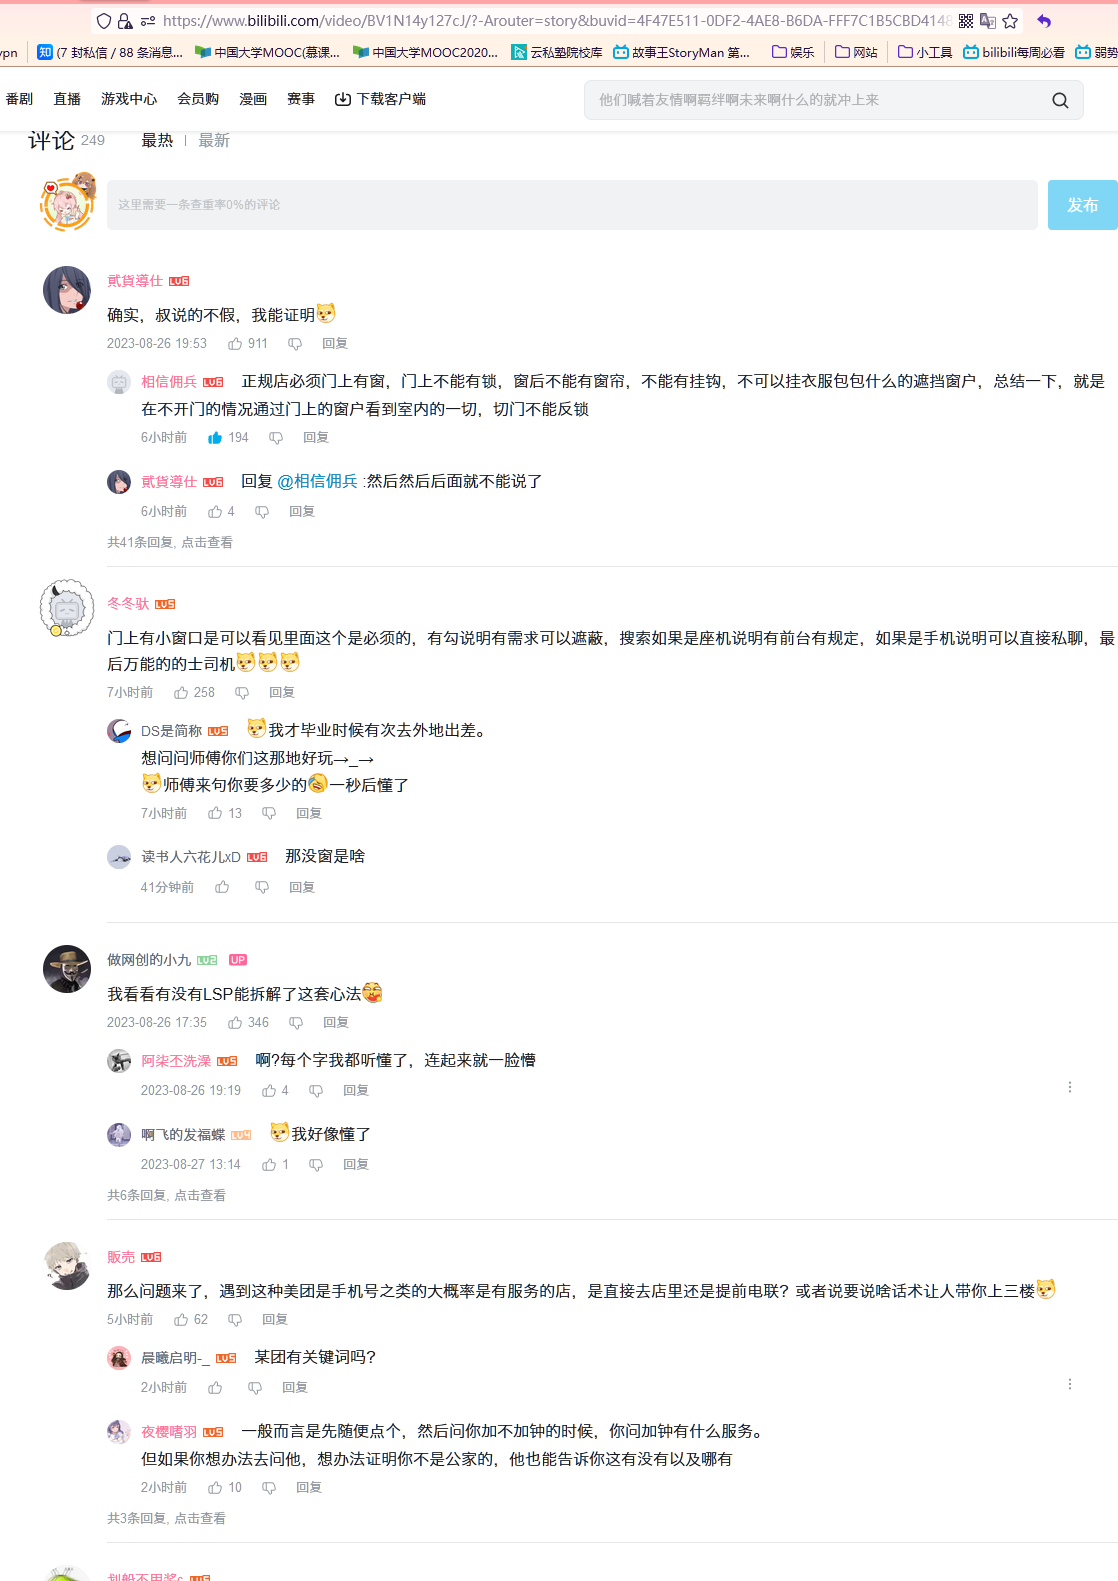 https://www.bilibili.com/video/BV1N14y127cJ/?-Arouter=story&buvid=4F47E511-0DF2-4AE8-B6DA-FFF7C1B5CBD4148
vpn (7 封私信 / 88 条消息... 中国大学MOOC(慕课... 中国大学MOOC2020... 云私塾院校库 故事王StoryMan 第... 娱乐 网站 小工具 bilibili每周必看 弱势
番剧 直播 游戏中心 会员购 漫画 赛事 下载客户端 他们喊着友情啊羁绊啊未来啊什么的就冲上来
评论 249 最热 最新
这里需要一条查重率0%的评论 发布
貮貨導仕 LV6
确实，叔说的不假，我能证明
2023-08-26 19:53 911 回复
相信佣兵 LV6 正规店必须门上有窗，门上不能有锁，窗后不能有窗帘，不能有挂钩，不可以挂衣服包包什么的遮挡窗户，总结一下，就是
在不开门的情况通过门上的窗户看到室内的一切，切门不能反锁
6小时前 194 回复
貮貨導仕 LV6 回复 @相信佣兵 :然后然后后面就不能说了
6小时前 4 回复
共41条回复, 点击查看
冬冬驮 LV5
门上有小窗口是可以看见里面这个是必须的，有勾说明有需求可以遮蔽，搜索如果是座机说明有前台有规定，如果是手机说明可以直接私聊，最
后万能的的士司机
7小时前 258 回复
DS是简称 LV5 我才毕业时候有次去外地出差。
想问问师傅你们这那地好玩→_→
师傅来句你要多少的一秒后懂了
7小时前 13 回复
读书人六花儿xD LV6 那没窗是啥
41分钟前 回复
做网创的小九 LV2 UP
我看看有没有LSP能拆解了这套心法
2023-08-26 17:35 346 回复
阿柒不洗澡 LV5 啊?每个字我都听懂了，连起来就一脸懵
2023-08-26 19:19 4 回复
啊飞的发福蝶 LV4 我好像懂了
2023-08-27 13:14 1 回复
共6条回复, 点击查看
販売 LV6
那么问题来了，遇到这种美团是手机号之类的大概率是有服务的店，是直接去店里还是提前电联？或者说要说啥话术让人带你上三楼
5小时前 62 回复
晨曦启明-_ LV5 某团有关键词吗?
2小时前 回复
夜樱嗜羽 LV5 一般而言是先随便点个，然后问你加不加钟的时候，你问加钟有什么服务。
但如果你想办法去问他，想办法证明你不是公家的，他也能告诉你这有没有以及哪有
2小时前 10 回复
共3条回复, 点击查看